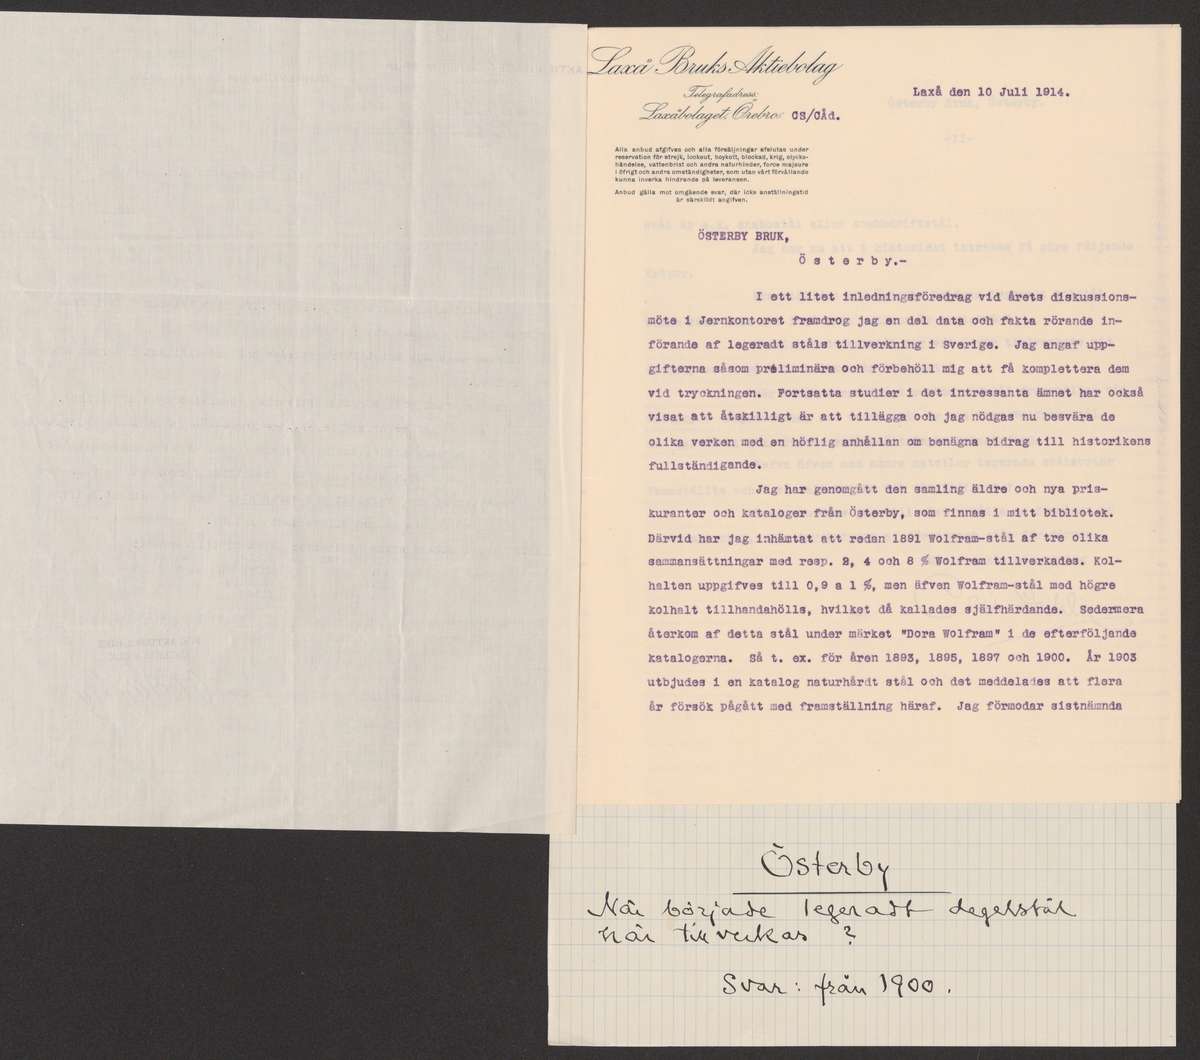 Laxå Bruks Aktiebolag
Telegrafadress:
Laxåbolaget, Örebro. CS/CÅd.
Laxå den 10 Juli 1914.
Alla anbud afgifvas och alla försäljningar afslutas under
reservation för strejk, lockout, boykott, blockad, krig, olycks-
händelse, vattenbrist och andra naturhinder, force majeure
i öfrigt och andra omständigheter, som utan vårt förvållande
kunna inverka hindrande på leveransen.
Anbud gälla mot omgående svar, där icke anställningstid
är särskildt angifven.
ÖSTERBY BRUK,
Ö s t e r b y.-
I ett litet inledningsföredrag vid årets diskussions-
möte i Jernkontoret framdrog jag en del data och fakta rörande in-
förande af legeradt ståls tillverkning i Sverige. Jag angaf upp-
gifterna såsom preliminära och förbehöll mig att få komplettera dem
vid tryckningen. Fortsatta studier i det intressanta ämnet har också
visat att åtskilligt är att tillägga och jag nödgas nu besvära de
olika verken med en höflig anhållan om benägna bidrag till historikens
fullständigande.
Jag har genomgått den samling äldre och nya pris-
kuranter och kataloger från Österby, som finnas i mitt bibliotek.
Därvid har jag inhämtat att redan 1891 Wolfram-stål af tre olika
sammansättningar med resp. 2, 4 och 8 % Wolfram tillverkades. Kol-
halten uppgifves till 0,9 a 1 %, men äfven Wolfram-stål med högre
kolhalt tillhandahölls, hvilket då kallades själfhärdande. Sedermera
återkom af detta stål under märket "Dora Wolfram" i de efterföljande
katalogerna. Så t. ex. för åren 1893, 1895, 1897 och 1900. År 1903
utbjudes i en katalog naturhårdt stål och det meddelades att flera
år försök pågått med framställning häraf. Jag förmodar sistnämnda
Österby
När började legeradt degelstål
här tillverkas ?
Svar : från 1900 .